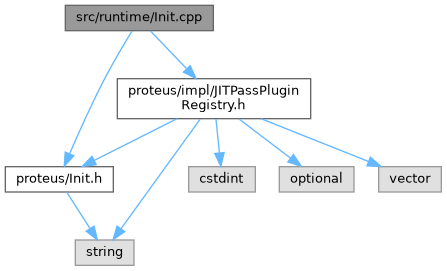 src/runtime/Init.cpp
proteus/impl/JITPassPlugin
Registry.h
proteus/Init.h
cstdint
optional
vector
string